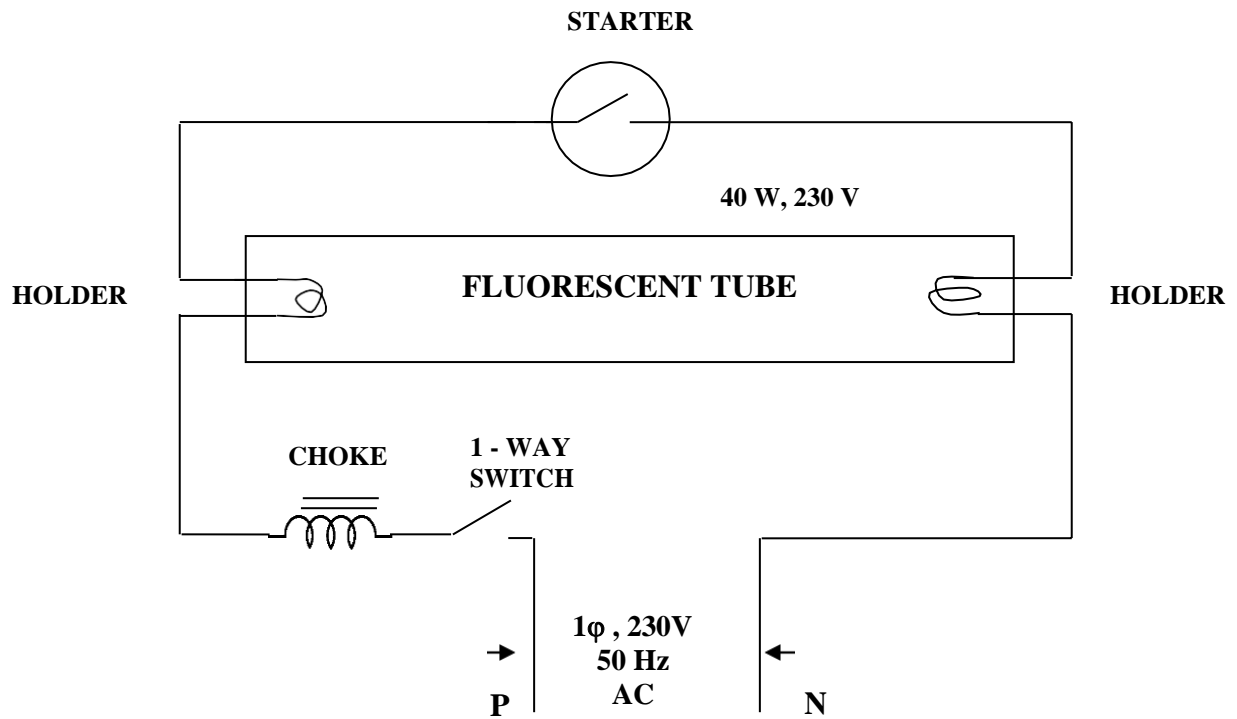 STARTER
40 W, 230 V
FLUORESCENT TUBE
HOLDER
HOLDER
CHOKE
1 - WAY
SWITCH
1φ , 230V
50 Hz
AC
P
N